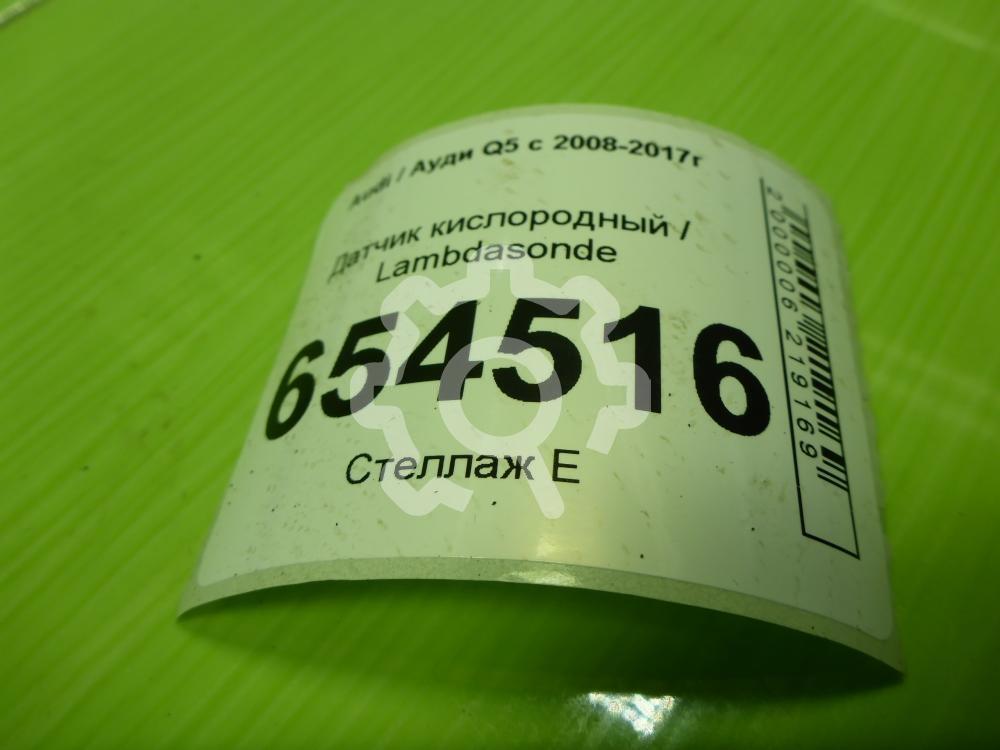 Audi / Ауди Q5 с 2008-2017г
Датчик кислородный /
Lambdasonde
654516
Стеллаж Е
2000006219169